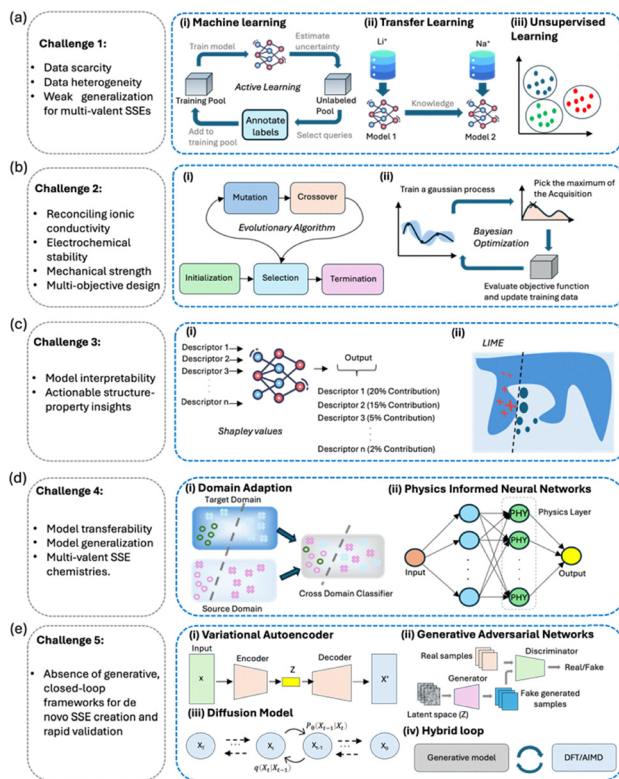 (a)
Challenge 1:
• Data scarcity
• Data heterogeneity
• Weak generalization
for multi-valent SSEs
(i) Machine learning
Train model
Estimate
uncertainty
Active Learning
Training Pool
Unlabeled
Pool
Annotate
labels
Add to
training pool
Select queries
(ii) Transfer Learning
Li⁺
Na⁺
Knowledge
Model 1
Model 2
(iii) Unsupervised
Learning
(b)
Challenge 2:
• Reconciling ionic
conductivity
• Electrochemical
stability
• Mechanical strength
• Multi-objective design
(i)
Mutation
Crossover
Evolutionary Algorithm
Initialization
Selection
Termination
(ii)
Train a gaussian process
Pick the maximum of
the Acquisition
Bayesian
Optimization
Evaluate objective function
and update training data
(c)
Challenge 3:
• Model interpretability
• Actionable structure-
property insights
(i)
Descriptor 1
Descriptor 2
Descriptor 3
Descriptor n
Shapley values
Output
Descriptor 1 (20% Contribution)
Descriptor 2 (15% Contribution)
Descriptor 3 (5% Contribution)
Descriptor n (2% Contribution)
(ii)
LIME
(d)
Challenge 4:
• Model transferability
• Model generalization
• Multi-valent SSE
chemistries.
(i) Domain Adaption
Target Domain
Source Domain
Cross Domain Classifier
(ii) Physics Informed Neural Networks
Input
PHY
PHY
PHY
Physics Layer
Output
(e)
Challenge 5:
• Absence of generative,
closed-loop
frameworks for de
novo SSE creation and
rapid validation
(i) Variational Autoencoder
Input
x
Encoder
Z
Decoder
X'
(ii) Generative Adversarial Networks
Real samples
Discriminator
Real/Fake
Generator
Latent space (Z)
Fake generated
samples
(iii) Diffusion Model
X_T
X_t
X_{t-1}
X_0
q(X_t|X_{t-1})
(iv) Hybrid loop
Generative model
DFT/AIMD